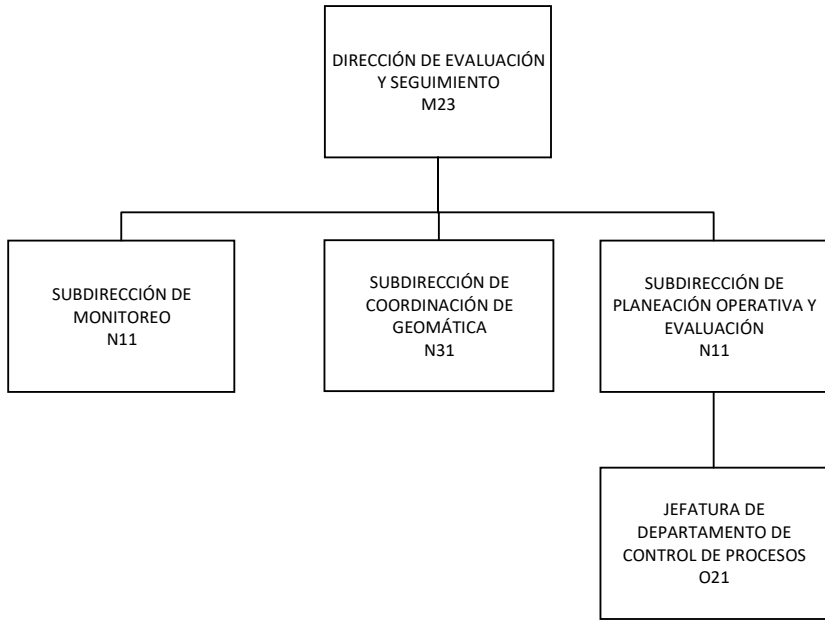 DIRECCIÓN DE EVALUACIÓN
Y SEGUIMIENTO
M23
SUBDIRECCIÓN DE
MONITOREO
N11
SUBDIRECCIÓN DE
COORDINACIÓN DE
GEOMÁTICA
N31
SUBDIRECCIÓN DE
PLANEACIÓN OPERATIVA Y
EVALUACIÓN
N11
JEFATURA DE
DEPARTAMENTO DE
CONTROL DE PROCESOS
O21